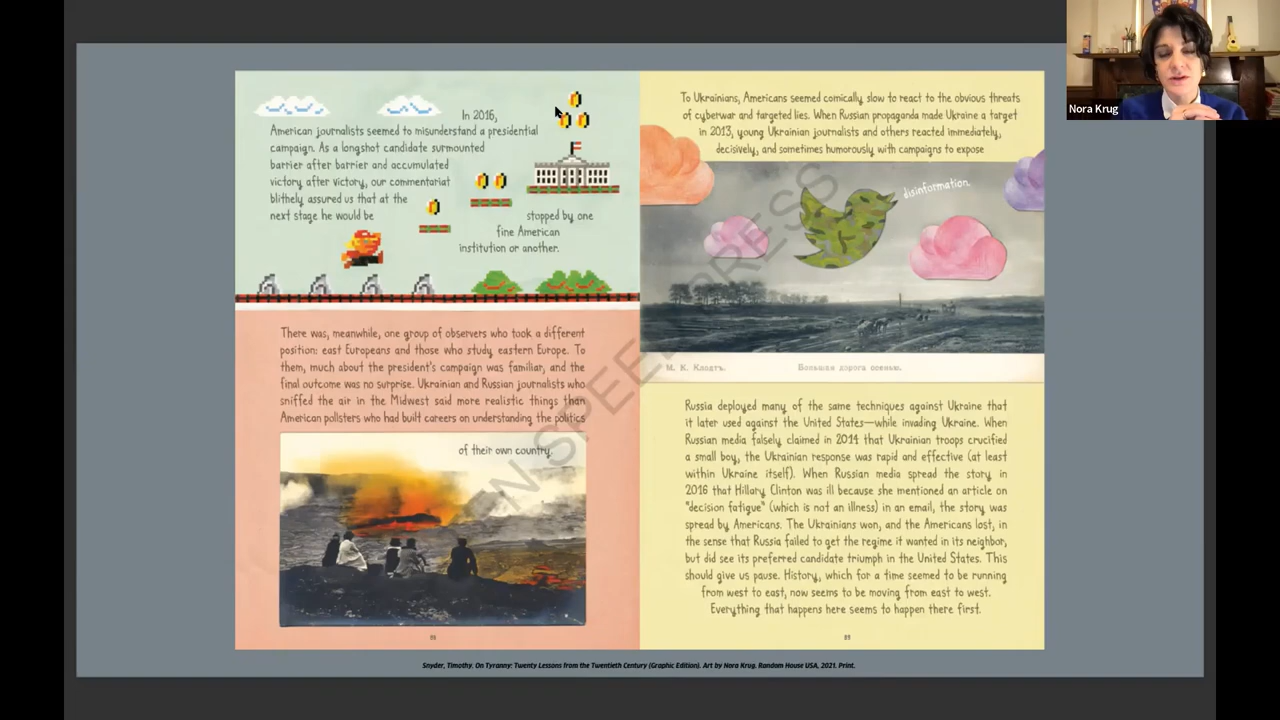 In 2016,
American journalists seemed to misunderstand a presidential
campaign. As a longshot candidate surmounted
barrier after barrier and accumulated
victory after victory, our commentariat
blithely assured us that at the
next stage he would be
stopped by one
fine American
institution or another.
There was, meanwhile, one group of observers who took a different
position: east Europeans and those who study eastern Europe. To
them, much about the president's campaign was familiar, and the
final outcome was no surprise. Ukrainian and Russian journalists who
sniffed the air in the Midwest said more realistic things than
American pollsters who had built careers on understanding the politics
of their own country.
To Ukrainians, Americans seemed comically slow to react to the obvious threats
of cyberwar and targeted lies. When Russian propaganda made Ukraine a target
in 2013, young Ukrainian journalists and others reacted immediately,
decisively, and sometimes humorously with campaigns to expose
disinformation.
М. К. Клодтъ. Большая дорога осенью.
Russia deployed many of the same techniques against Ukraine that
it later used against the United States—while invading Ukraine. When
Russian media falsely claimed in 2014 that Ukrainian troops crucified
a small boy, the Ukrainian response was rapid and effective (at least
within Ukraine itself). When Russian media spread the story in
2016 that Hillary Clinton was ill because she mentioned an article on
"decision fatigue" (which is not an illness) in an email, the story was
spread by Americans. The Ukrainians won, and the Americans lost, in
the sense that Russia failed to get the regime it wanted in its neighbor,
but did see its preferred candidate triumph in the United States. This
should give us pause. History, which for a time seemed to be running
from west to east, now seems to be moving from east to west.
Everything that happens here seems to happen there first.
Snyder, Timothy. On Tyranny: Twenty Lessons from the Twentieth Century (Graphic Edition). Art by Nora Krug. Random House USA, 2021. Print.
Nora Krug